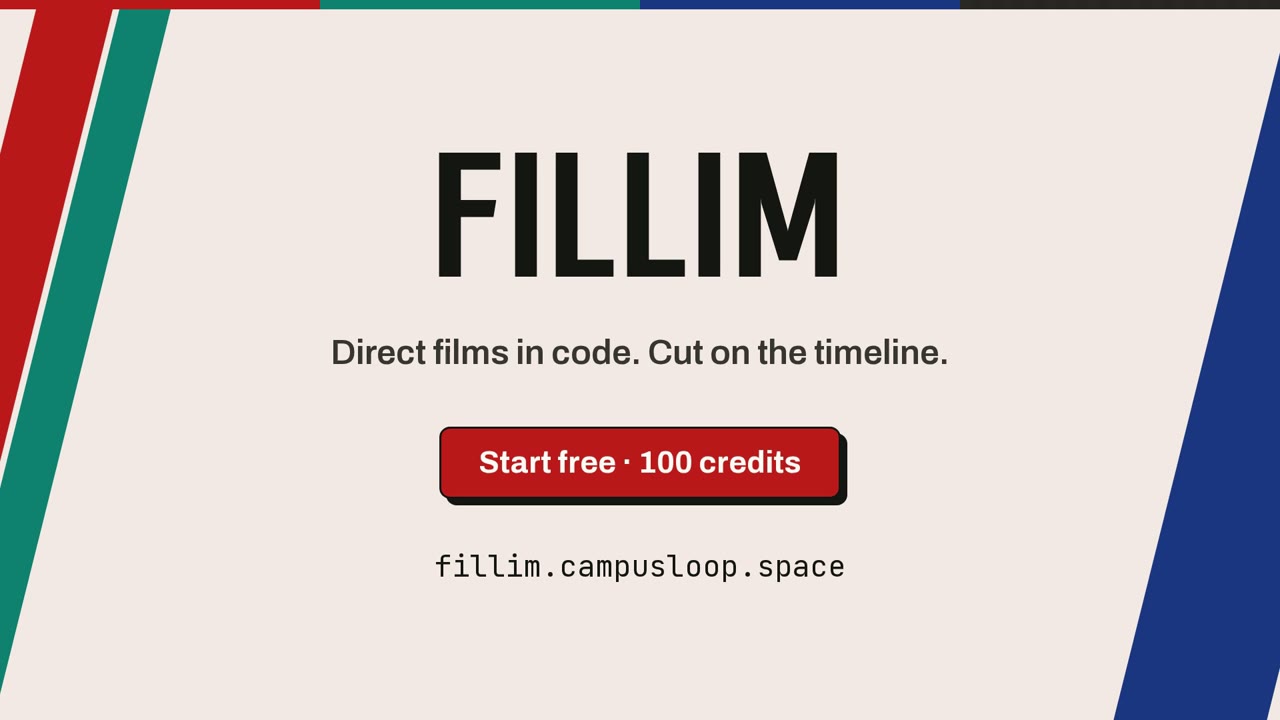 FILLIM
Direct films in code. Cut on the timeline.
Start free · 100 credits
fillim.campusloop.space